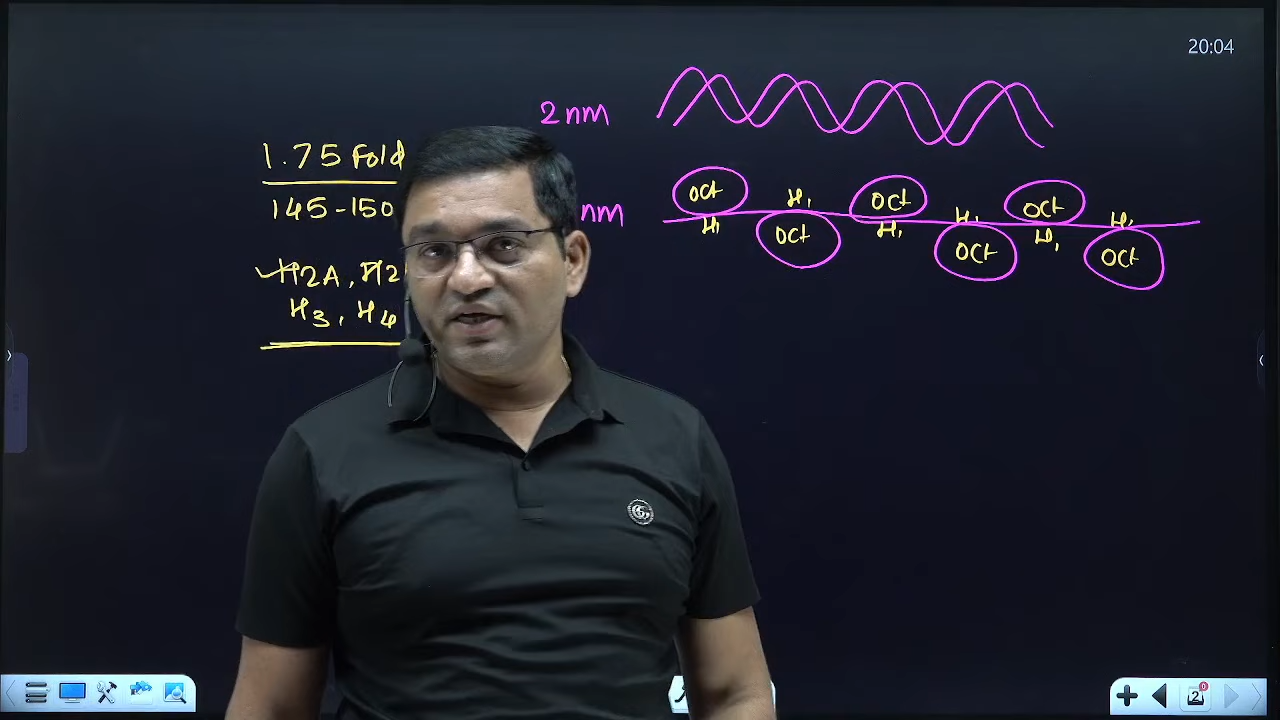 20:04
2 nm
1.75 Fold
145-150
nm
Oct H1 Oct H1 Oct H1
H1 Oct H1 Oct H1 Oct
H2A, H2
H3, H4
2